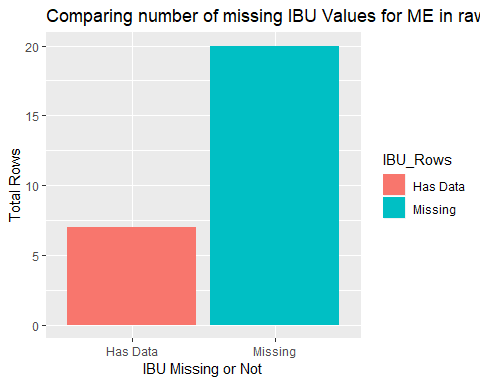 Comparing number of missing IBU Values for ME in raw
20
15
10
5
0
Total Rows
Has Data
Missing
IBU Missing or Not
IBU_Rows
Has Data
Missing